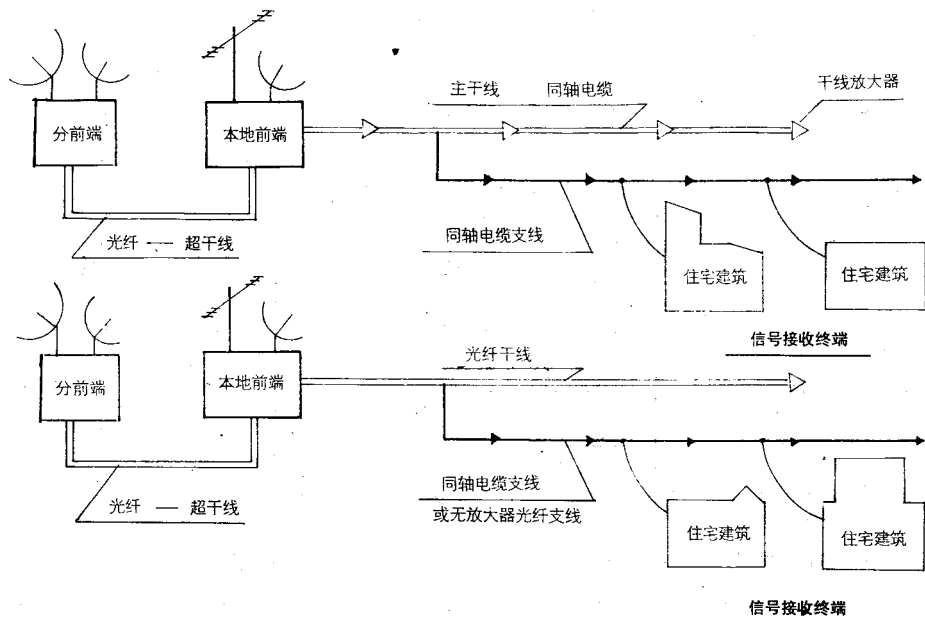 主干线 同轴电缆
干线放大器
分前端
本地前端
光纤 — 超干线
同轴电缆支线
住宅建筑
住宅建筑
信号接收终端
光纤干线
分前端
本地前端
光纤 — 超干线
同轴电缆支线
或无放大器光纤支线
住宅建筑
住宅建筑
信号接收终端